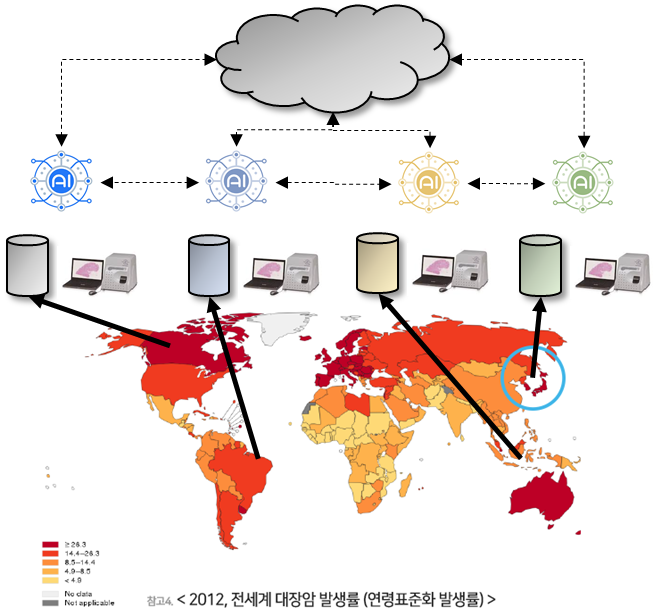 AI AI AI AI
≥26.3
14.4–26.3
8.5–14.4
4.9–8.5
< 4.9
No data
Not applicable
참고4. < 2012, 전세계 대장암 발생률 (연령표준화 발생률) >